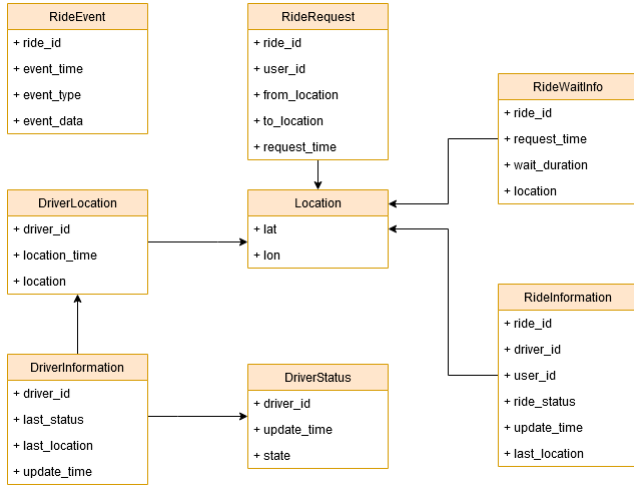 RideEvent
+ ride_id
+ event_time
+ event_type
+ event_data
RideRequest
+ ride_id
+ user_id
+ from_location
+ to_location
+ request_time
RideWaitInfo
+ ride_id
+ request_time
+ wait_duration
+ location
DriverLocation
+ driver_id
+ location_time
+ location
Location
+ lat
+ lon
RideInformation
+ ride_id
+ driver_id
+ user_id
+ ride_status
+ update_time
+ last_location
DriverInformation
+ driver_id
+ last_status
+ last_location
+ update_time
DriverStatus
+ driver_id
+ update_time
+ state